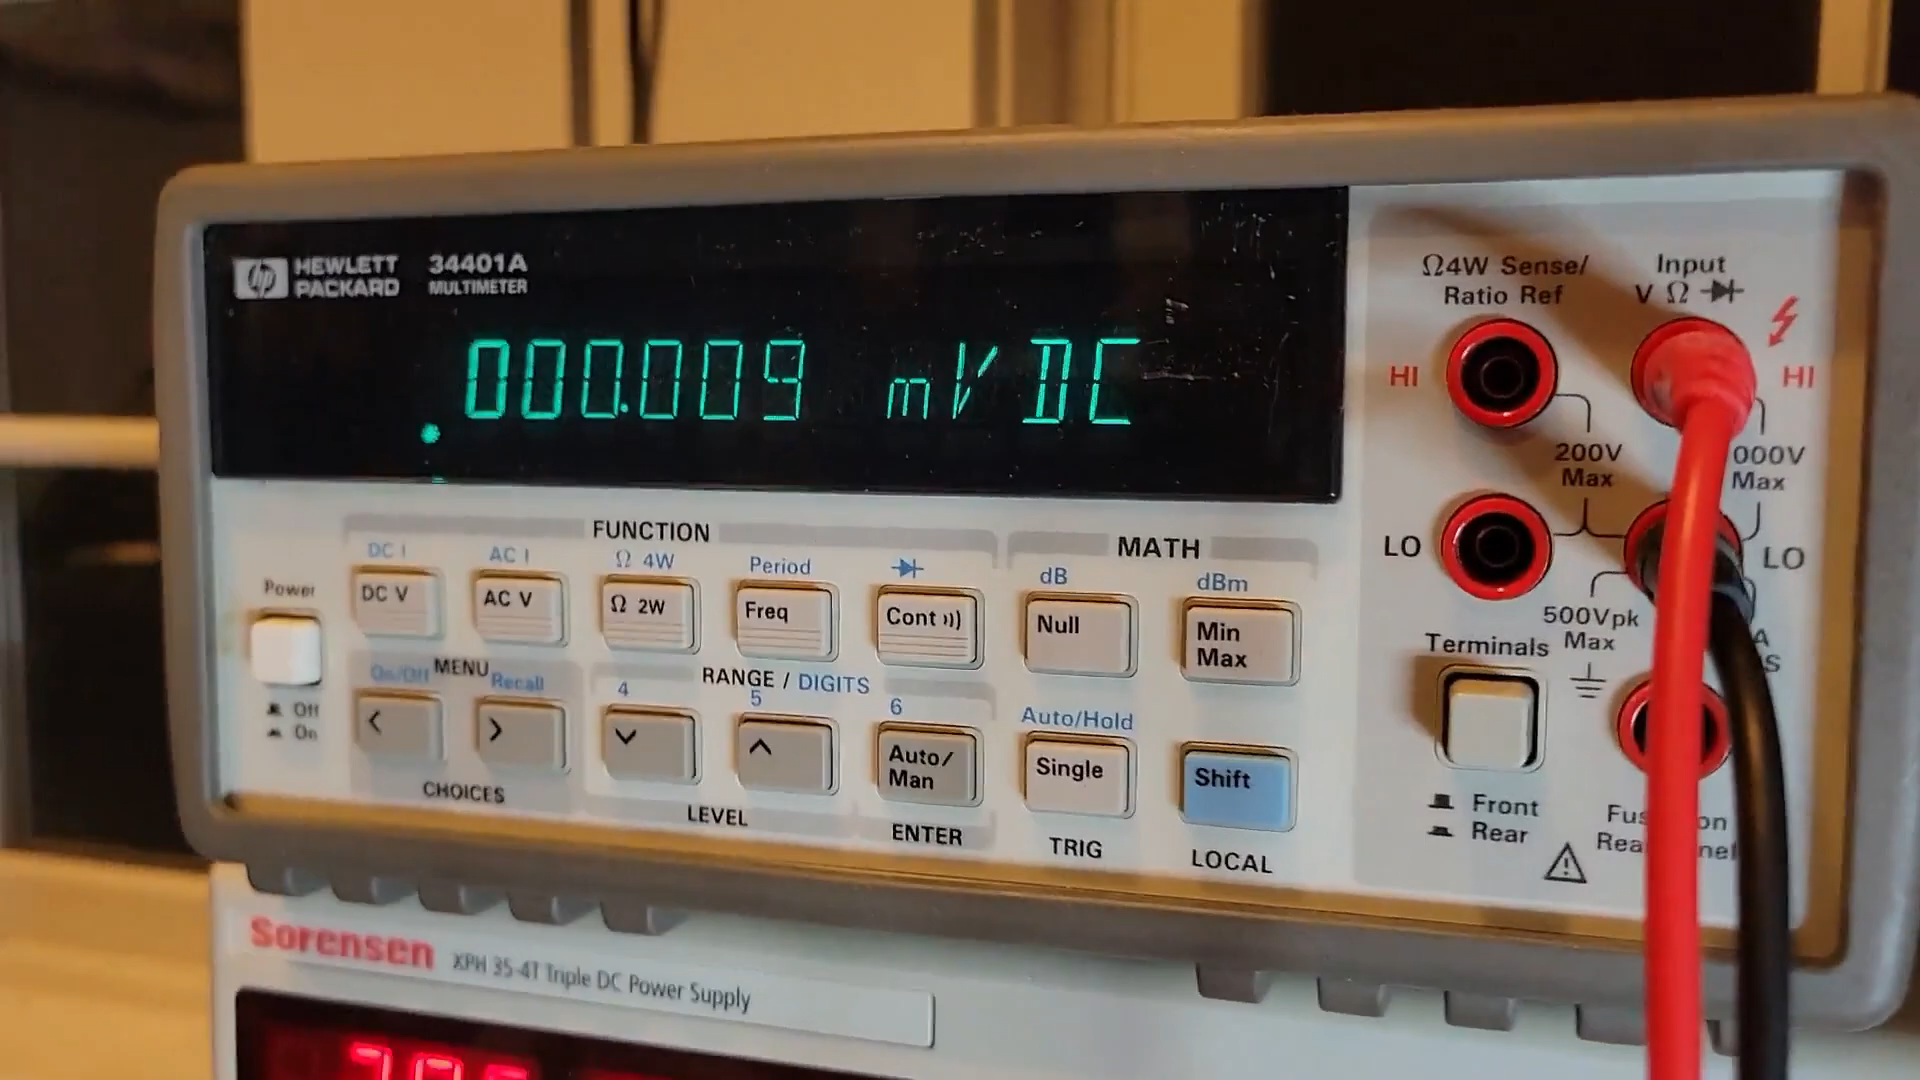 hp HEWLETT PACKARD 34401A MULTIMETER
000.009 mV DC
Ω4W Sense/ Ratio Ref
Input
V Ω
HI
HI
200V Max
000V Max
LO
LO
500Vpk Max
Terminals
Front
Rear
Power
Off
On
FUNCTION
DC I
AC I
Ω 4W
Period
DC V
AC V
Ω 2W
Freq
Cont
MATH
dB
dBm
Null
Min Max
MENU
On/Off
Recall
RANGE / DIGITS
4
5
6
<
>
Auto/ Man
Auto/Hold
Single
Shift
CHOICES
LEVEL
ENTER
TRIG
LOCAL
Sorensen XPH 35-4T Triple DC Power Supply